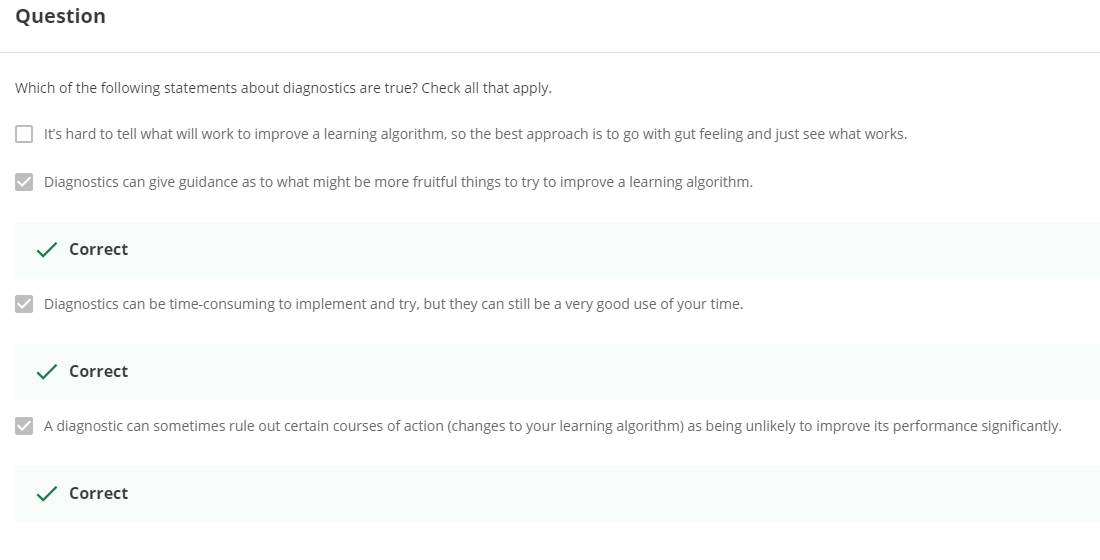 Question
Which of the following statements about diagnostics are true? Check all that apply.
It's hard to tell what will work to improve a learning algorithm, so the best approach is to go with gut feeling and just see what works.
Diagnostics can give guidance as to what might be more fruitful things to try to improve a learning algorithm.
Correct
Diagnostics can be time-consuming to implement and try, but they can still be a very good use of your time.
Correct
A diagnostic can sometimes rule out certain courses of action (changes to your learning algorithm) as being unlikely to improve its performance significantly.
Correct